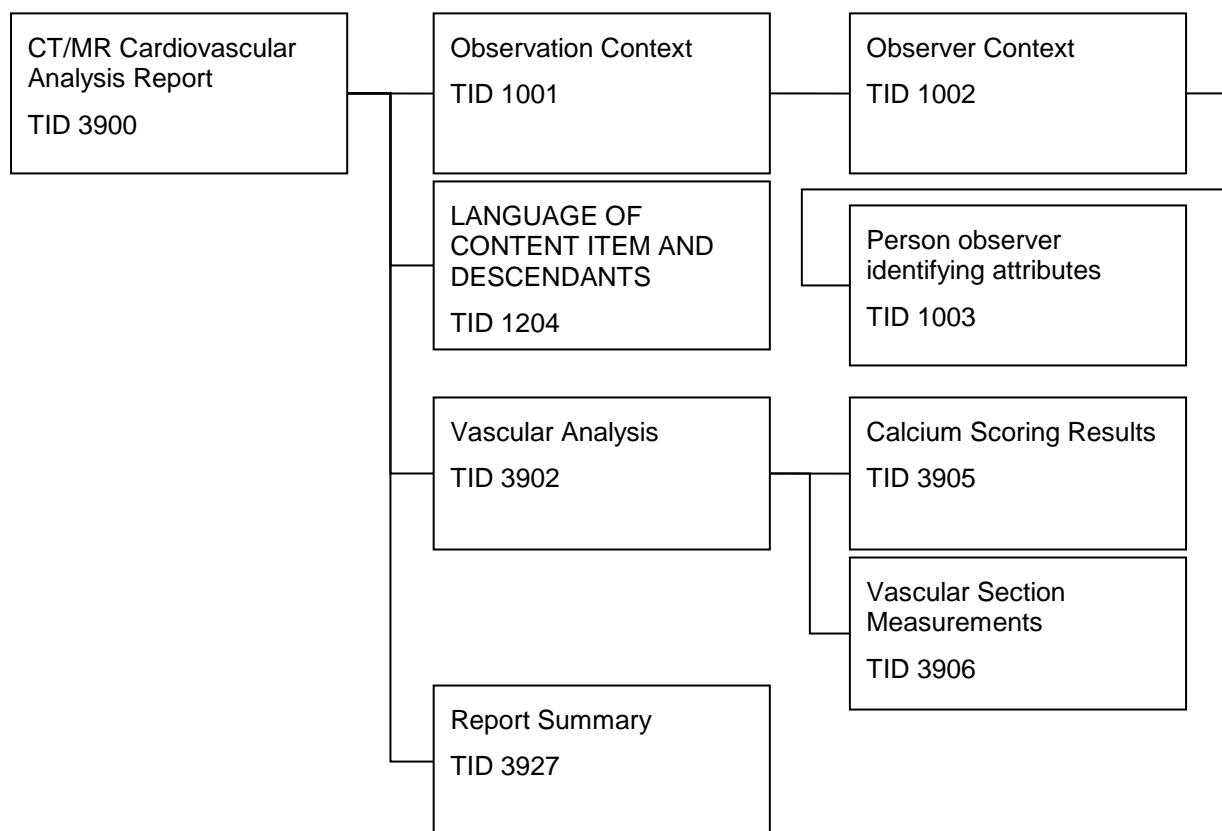 CT/MR Cardiovascular
Analysis Report
TID 3900
Observation Context
TID 1001
Observer Context
TID 1002
LANGUAGE OF
CONTENT ITEM AND
DESCENDANTS
TID 1204
Person observer
identifying attributes
TID 1003
Vascular Analysis
TID 3902
Calcium Scoring Results
TID 3905
Vascular Section
Measurements
TID 3906
Report Summary
TID 3927